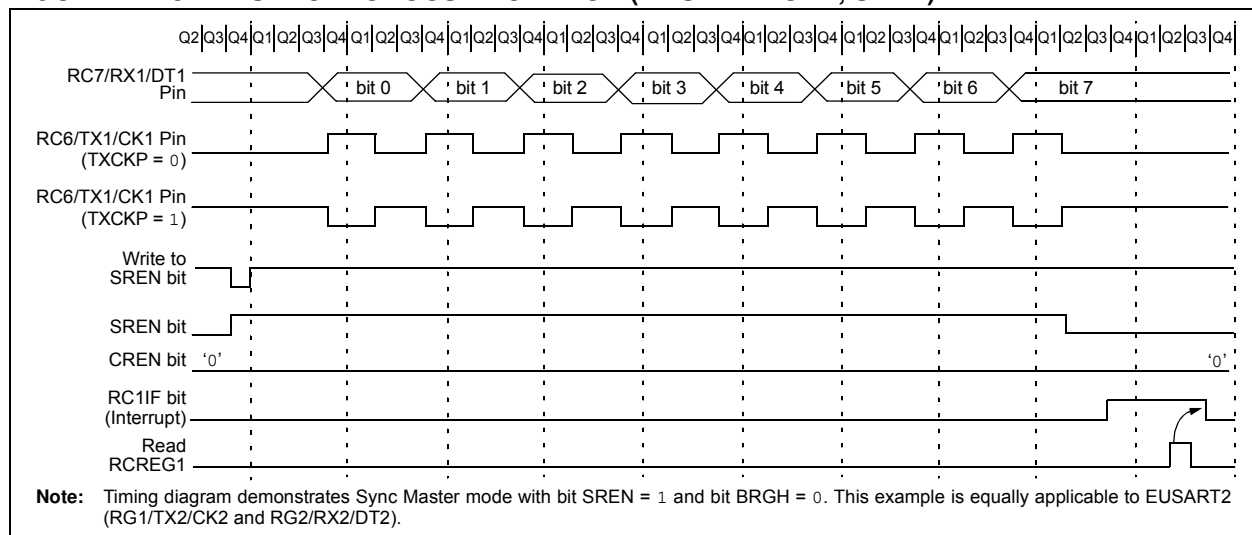 Q2 Q3 Q4 Q1 Q2 Q3 Q4 Q1 Q2 Q3 Q4 Q1 Q2 Q3 Q4 Q1 Q2 Q3 Q4 Q1 Q2 Q3 Q4 Q1 Q2 Q3 Q4 Q1 Q2 Q3 Q4 Q1 Q2 Q3 Q4 Q1 Q2 Q3 Q4 Q1 Q2 Q3 Q4
RC7/RX1/DT1
Pin
bit 0 bit 1 bit 2 bit 3 bit 4 bit 5 bit 6 bit 7
RC6/TX1/CK1 Pin
(TXCKP = 0)
RC6/TX1/CK1 Pin
(TXCKP = 1)
Write to
SREN bit
SREN bit
CREN bit ‘0’ ‘0’
RC1IF bit
(Interrupt)
Read
RCREG1
Note: Timing diagram demonstrates Sync Master mode with bit SREN = 1 and bit BRGH = 0. This example is equally applicable to EUSART2
(RG1/TX2/CK2 and RG2/RX2/DT2).